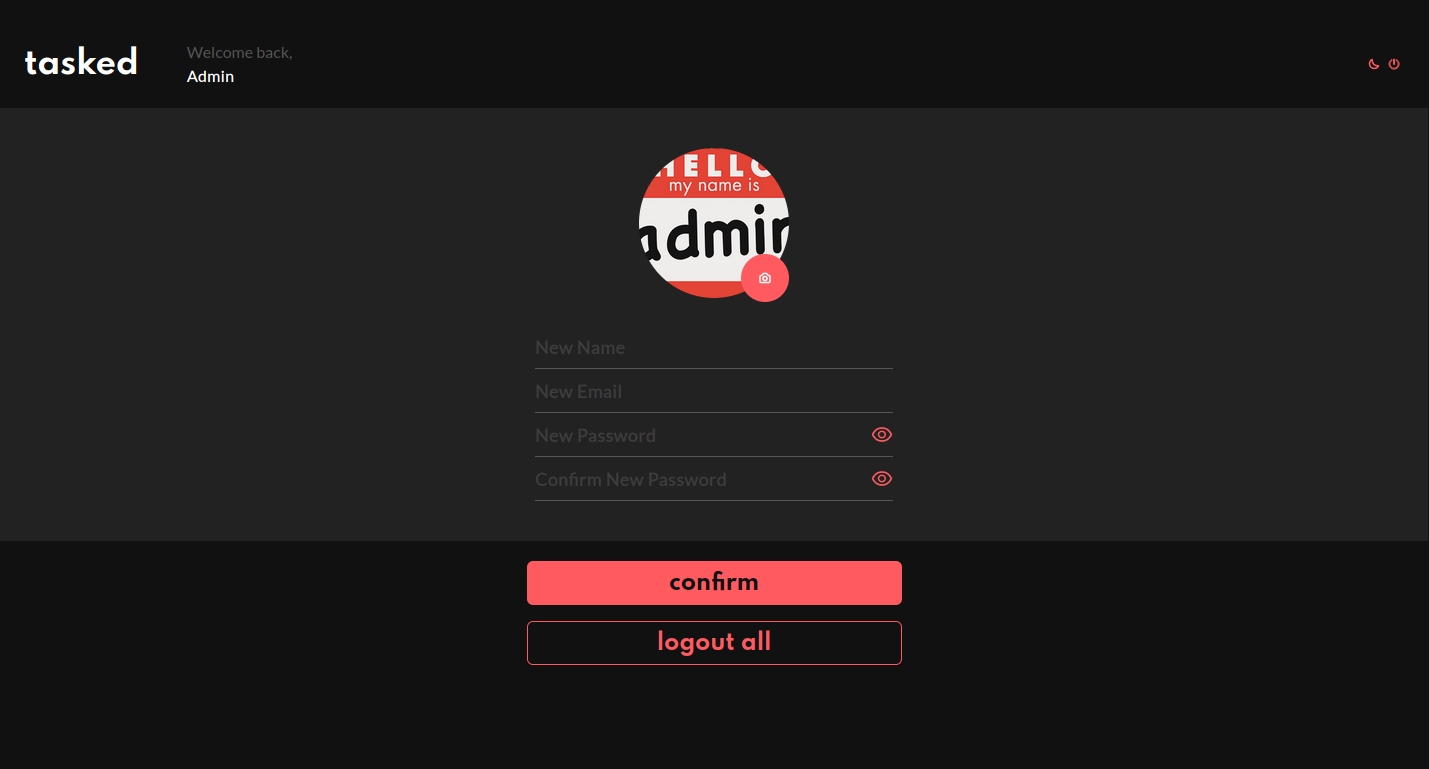 tasked
Welcome back,
Admin
HELLO
my name is
admin
New Name
New Email
New Password
Confirm New Password
confirm
logout all